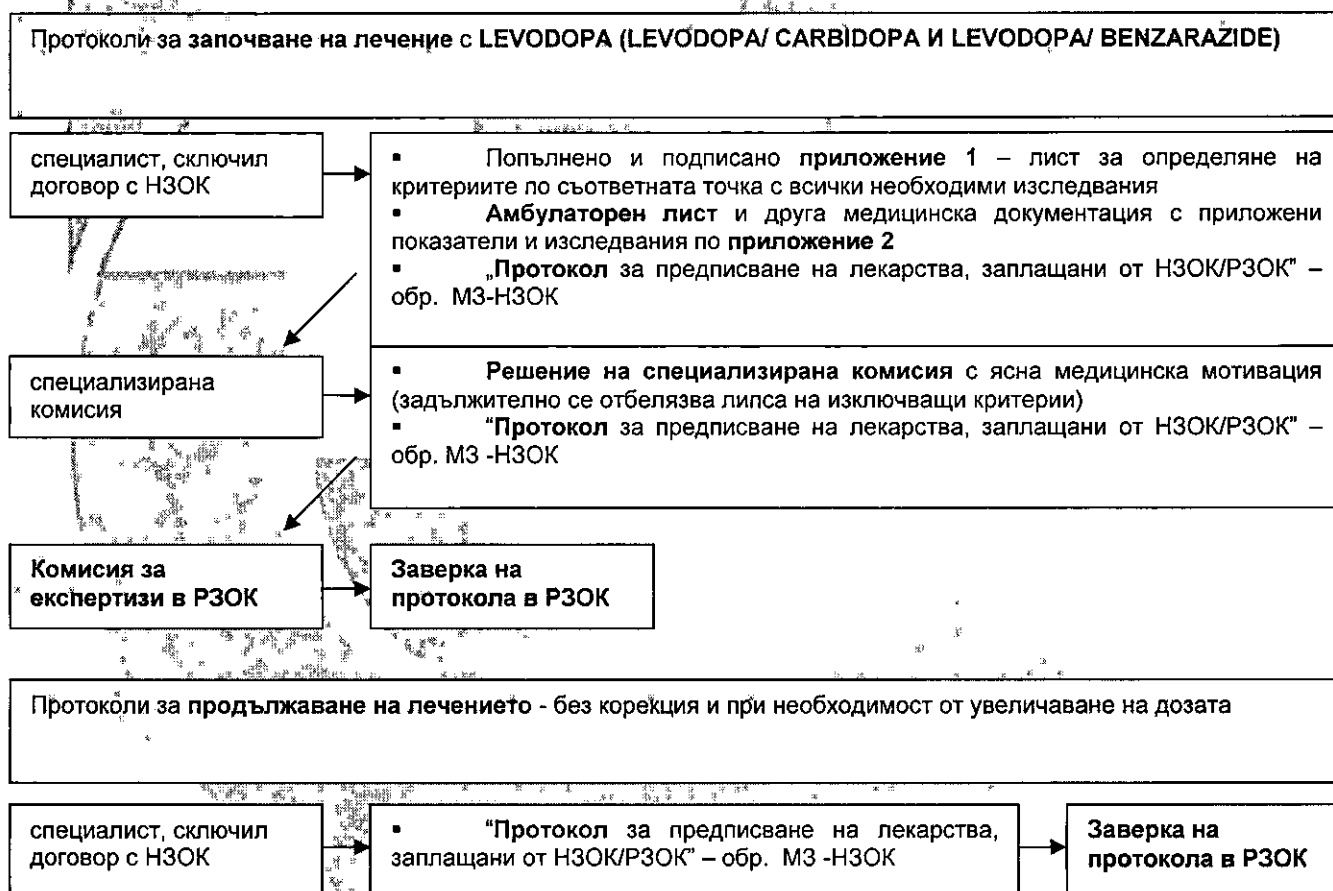 Протоколи за започване на лечение с LEVODOPA (LEVODOPA/ CARBIDOPA И LEVODOPA/ BENZARAZIDE)
специалист, сключил
договор с НЗОК
▪ Попълнено и подписано приложение 1 – лист за определяне на
критериите по съответната точка с всички необходими изследвания
▪ Амбулаторен лист и друга медицинска документация с приложени
показатели и изследвания по приложение 2
▪ „Протокол за предписване на лекарства, заплащани от НЗОК/РЗОК" –
обр. МЗ-НЗОК
специализирана
комисия
▪ Решение на специализирана комисия с ясна медицинска мотивация
(задължително се отбелязва липса на изключващи критерии)
▪ "Протокол за предписване на лекарства, заплащани от НЗОК/РЗОК" –
обр. МЗ -НЗОК
Комисия за
експертизи в РЗОК
Заверка на
протокола в РЗОК
Протоколи за продължаване на лечението - без корекция и при необходимост от увеличаване на дозата
специалист, сключил
договор с НЗОК
▪ "Протокол за предписване на лекарства,
заплащани от НЗОК/РЗОК" – обр. МЗ -НЗОК
Заверка на
протокола в РЗОК